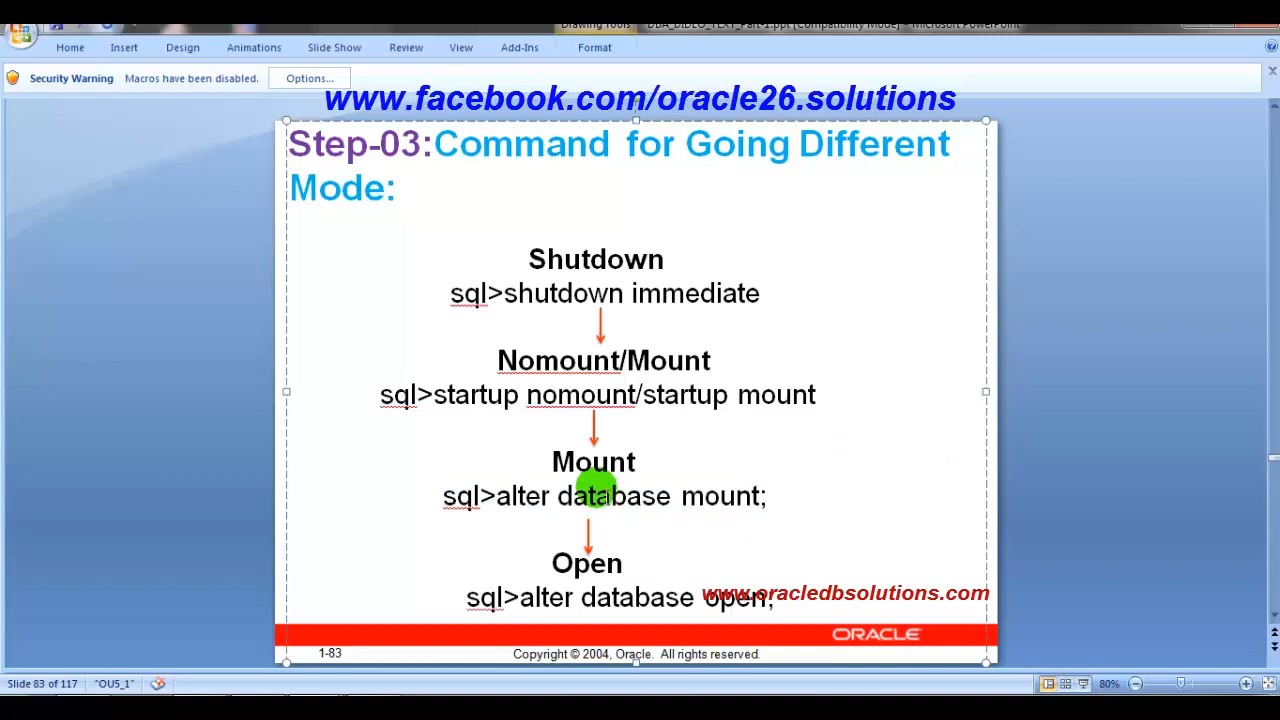 Home Insert Design Animations Slide Show Review View Add-Ins Format
Security Warning Macros have been disabled. Options...
www.facebook.com/oracle26.solutions
Step-03:Command for Going Different
Mode:
Shutdown
sql>shutdown immediate
Nomount/Mount
sql>startup nomount/startup mount
Mount
sql>alter database mount;
Open
sql>alter database open;
www.oracledbsolutions.com
ORACLE
1-83 Copyright © 2004, Oracle. All rights reserved.
Slide 83 of 117 "OU5_1" 80%